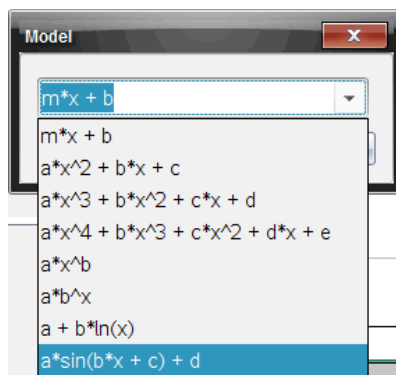 Model
m*x + b
m*x + b
a*x^2 + b*x + c
a*x^3 + b*x^2 + c*x + d
a*x^4 + b*x^3 + c*x^2 + d*x + e
a*x^b
a*b^x
a + b*ln(x)
a*sin(b*x + c) + d